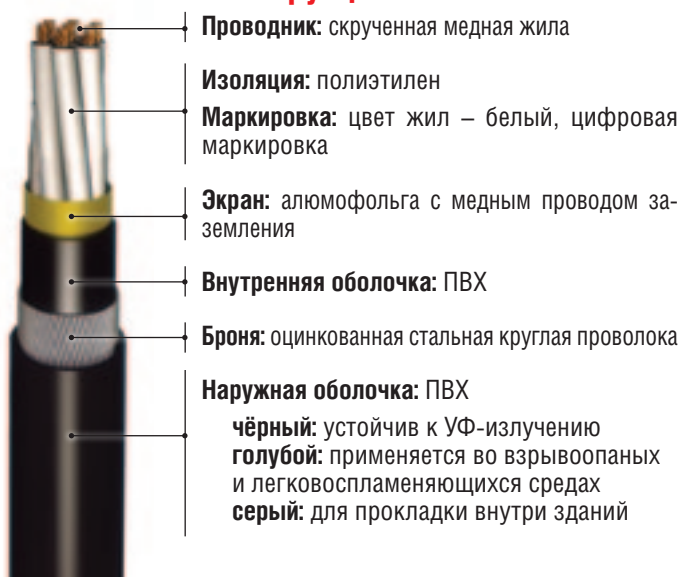 Проводник: скрученная медная жила
Изоляция: полиэтилен
Маркировка: цвет жил – белый, цифровая
маркировка
Экран: алюмофольга с медным проводом за-
земления
Внутренняя оболочка: ПВХ
Броня: оцинкованная стальная круглая проволока
Наружная оболочка: ПВХ
чёрный: устойчив к УФ-излучению
голубой: применяется во взрывоопаных
и легковоспламеняющихся средах
серый: для прокладки внутри зданий